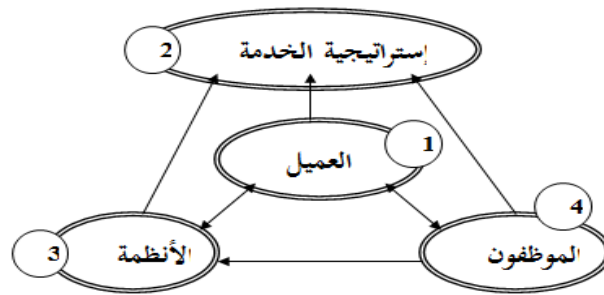 إستراتيجية الخدمة
2
العميل
1
الموظفون
4
الأنظمة
3